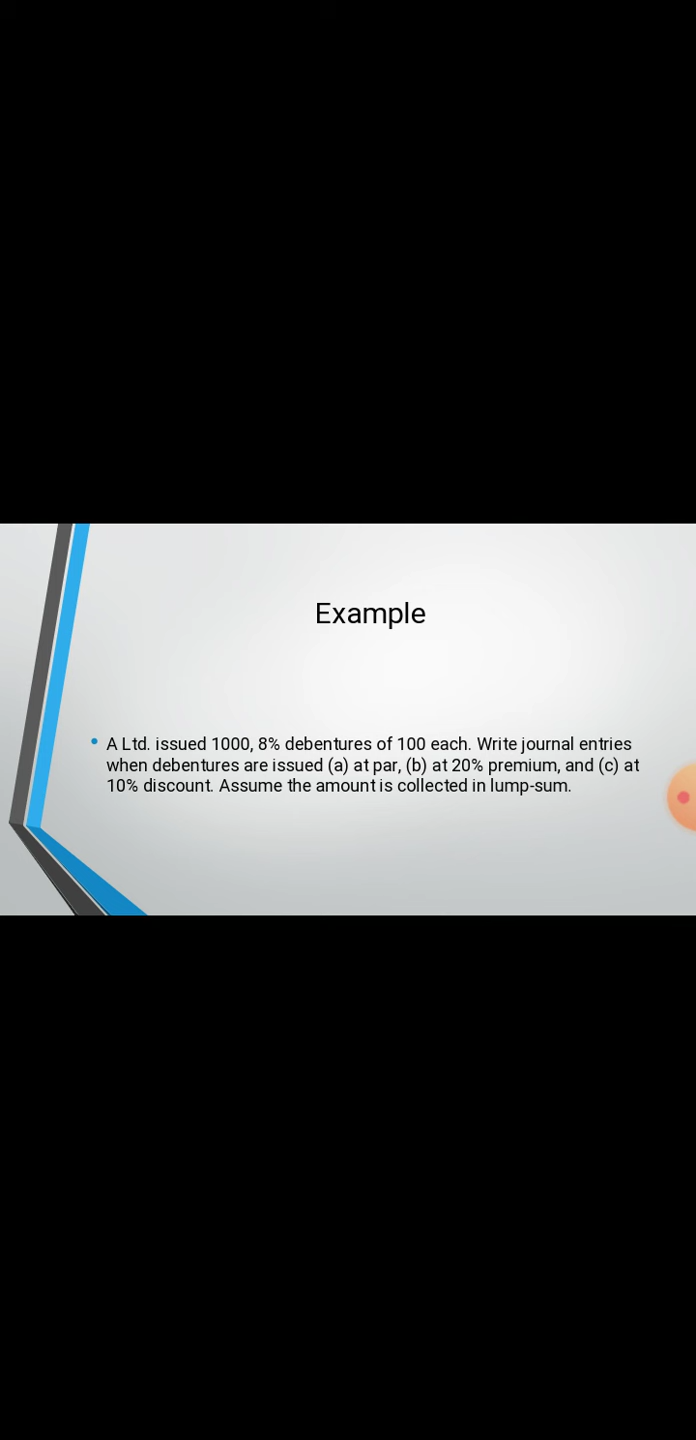 Example
• A Ltd. issued 1000, 8% debentures of 100 each. Write journal entries
when debentures are issued (a) at par, (b) at 20% premium, and (c) at
10% discount. Assume the amount is collected in lump-sum.